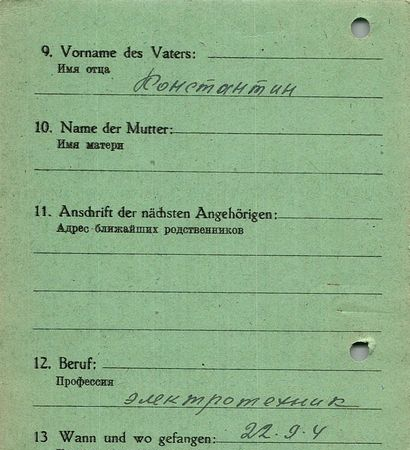 9. Vorname des Vaters:
Имя отца
Константин
10. Name der Mutter:
Имя матери
11. Anschrift der nächsten Angehörigen:
Адрес ближайших родственников
12. Beruf:
Профессия
электротехник
13 Wann und wo gefangen: 22.9.4